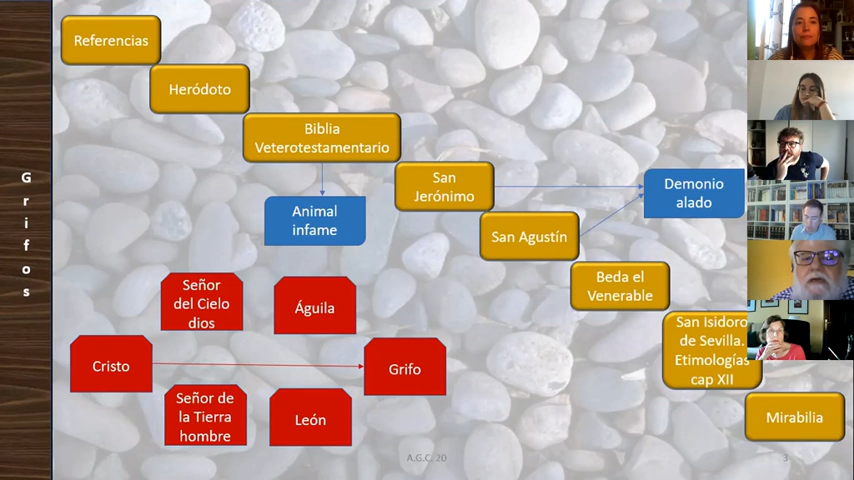 Grifos
Referencias
Heródoto
Biblia
Veterotestamentario
San
Jerónimo
Demonio
alado
Animal
infame
San Agustín
Beda el
Venerable
Señor
del Cielo
dios
Águila
San Isidoro
de Sevilla.
Etimologías
cap XII
Cristo
Grifo
Señor de
la Tierra
hombre
León
Mirabilia
A.G.C. 20
3